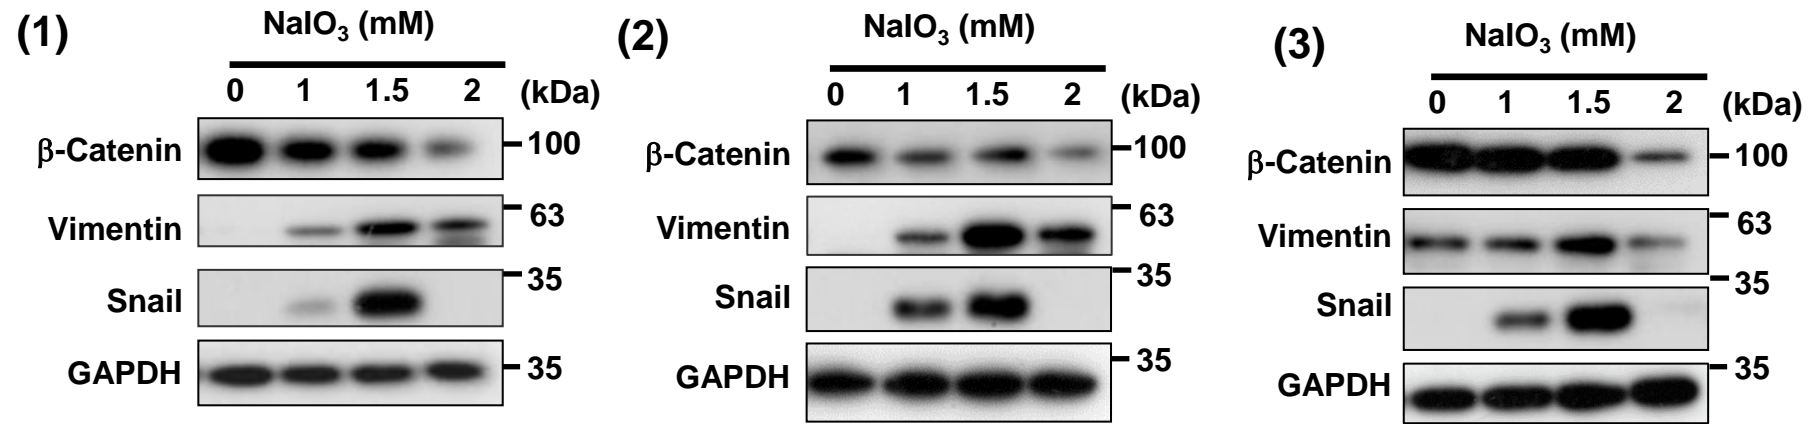 (1)
NaIO3 (mM)
0 1 1.5 2 (kDa)
β-Catenin 100
Vimentin 63
Snail 35
GAPDH 35
(2)
NaIO3 (mM)
0 1 1.5 2 (kDa)
β-Catenin 100
Vimentin 63
Snail 35
GAPDH 35
(3)
NaIO3 (mM)
0 1 1.5 2 (kDa)
β-Catenin 100
Vimentin 63
Snail 35
GAPDH 35